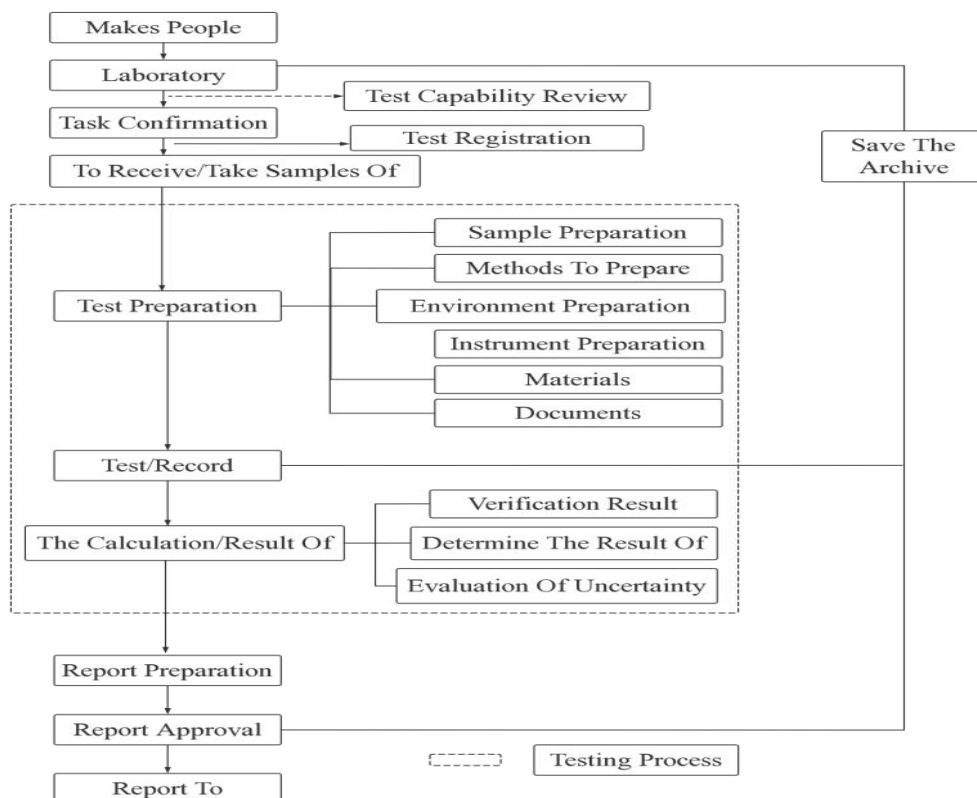 Makes People
Laboratory
Test Capability Review
Task Confirmation
Test Registration
Save The
Archive
To Receive/Take Samples Of
Sample Preparation
Methods To Prepare
Test Preparation
Environment Preparation
Instrument Preparation
Materials
Documents
Test/Record
Verification Result
The Calculation/Result Of
Determine The Result Of
Evaluation Of Uncertainty
Report Preparation
Report Approval
Testing Process
Report To